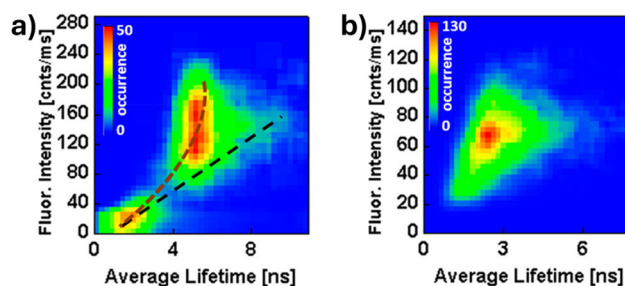 a)
Fluor. Intensity [cnts/ms]
280
240
200
160
120
80
40
0
50
occurrence
0
0 4 8
Average Lifetime [ns]
b)
Fluor. Intensity [cnts/ms]
140
120
100
80
60
40
20
0
130
occurrence
0
0 3 6
Average Lifetime [ns]